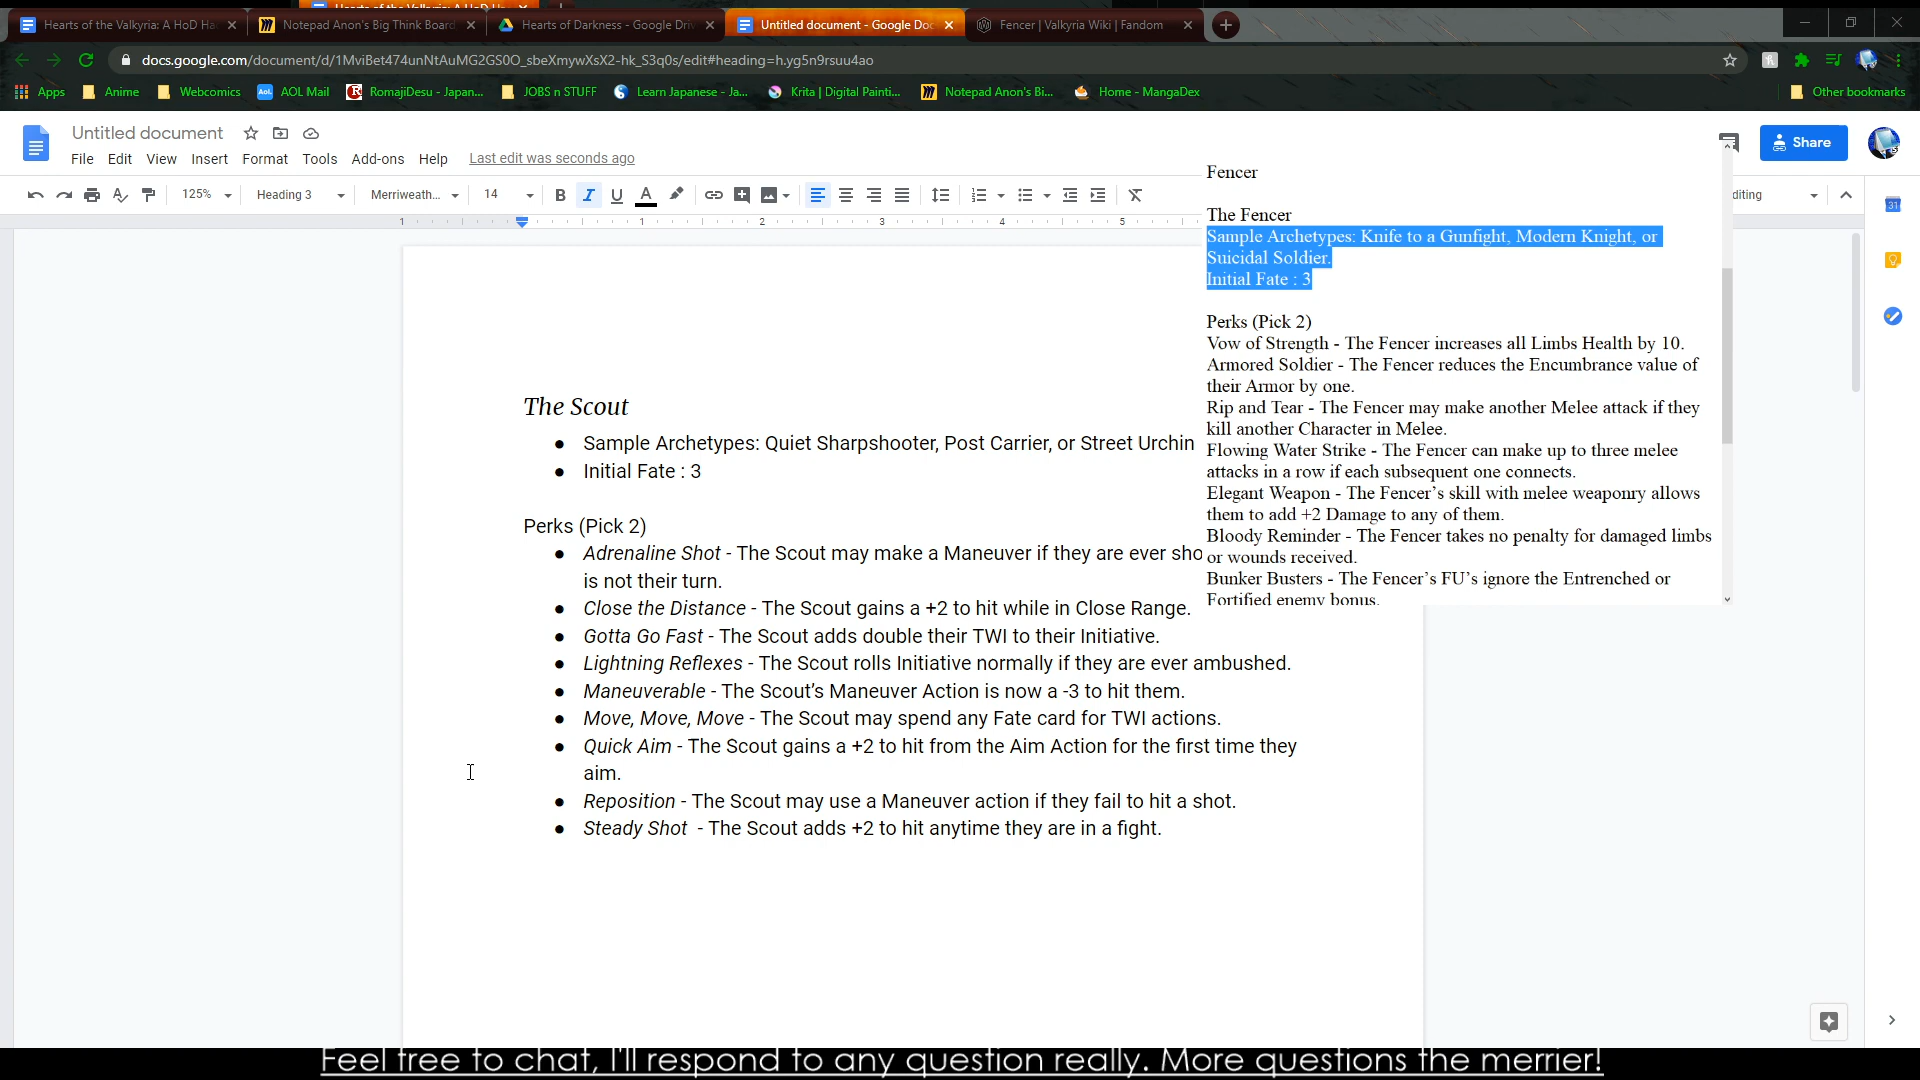 Hearts of the Valkyria: A HoD Ha
Notepad Anon's Big Think Board
Hearts of Darkness - Google Driv
Untitled document - Google Doc
Fencer | Valkyria Wiki | Fandom
docs.google.com/document/d/1MviBet474unNtAuMG2GS0O_sbeXmywXsX2-hk_S3q0s/edit#heading=h.yg5n9rsuu4ao
Apps
Anime
Webcomics
AOL Mail
RomajiDesu - Japan...
JOBS n STUFF
Learn Japanese - Ja...
Krita | Digital Painti...
Notepad Anon's Bi...
Home - MangaDex
Other bookmarks
Untitled document
File Edit View Insert Format Tools Add-ons Help Last edit was seconds ago
Share
125% Heading 3 Merriweath... 14
diting
1 1 2 3 4 5
31
The Scout
● Sample Archetypes: Quiet Sharpshooter, Post Carrier, or Street Urchin
● Initial Fate : 3
Perks (Pick 2)
● Adrenaline Shot - The Scout may make a Maneuver if they are ever sho
is not their turn.
● Close the Distance - The Scout gains a +2 to hit while in Close Range.
● Gotta Go Fast - The Scout adds double their TWI to their Initiative.
● Lightning Reflexes - The Scout rolls Initiative normally if they are ever ambushed.
● Maneuverable - The Scout's Maneuver Action is now a -3 to hit them.
● Move, Move, Move - The Scout may spend any Fate card for TWI actions.
● Quick Aim - The Scout gains a +2 to hit from the Aim Action for the first time they
aim.
● Reposition - The Scout may use a Maneuver action if they fail to hit a shot.
● Steady Shot - The Scout adds +2 to hit anytime they are in a fight.
Fencer
The Fencer
Sample Archetypes: Knife to a Gunfight, Modern Knight, or
Suicidal Soldier.
Initial Fate : 3
Perks (Pick 2)
Vow of Strength - The Fencer increases all Limbs Health by 10.
Armored Soldier - The Fencer reduces the Encumbrance value of
their Armor by one.
Rip and Tear - The Fencer may make another Melee attack if they
kill another Character in Melee.
Flowing Water Strike - The Fencer can make up to three melee
attacks in a row if each subsequent one connects.
Elegant Weapon - The Fencer's skill with melee weaponry allows
them to add +2 Damage to any of them.
Bloody Reminder - The Fencer takes no penalty for damaged limbs
or wounds received.
Bunker Busters - The Fencer's FU's ignore the Entrenched or
Fortified enemy bonus.
Feel free to chat, I'll respond to any question really. More questions the merrier!